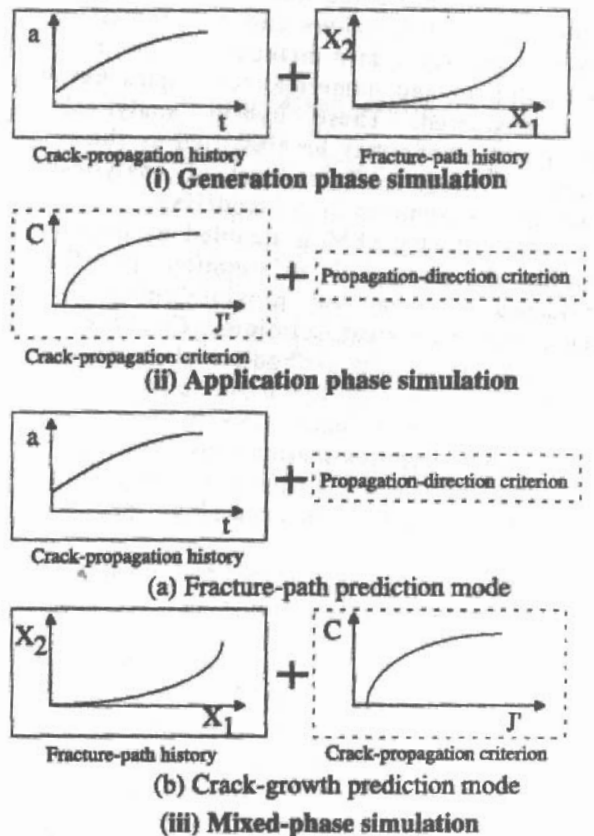 a
t
Crack-propagation history
+
X2
X1
Fracture-path history
(i) Generation phase simulation
C
J'
Crack-propagation criterion
+
Propagation-direction criterion
(ii) Application phase simulation
a
t
Crack-propagation history
+
Propagation-direction criterion
(a) Fracture-path prediction mode
X2
X1
Fracture-path history
+
C
J'
Crack-propagation criterion
(b) Crack-growth prediction mode
(iii) Mixed-phase simulation